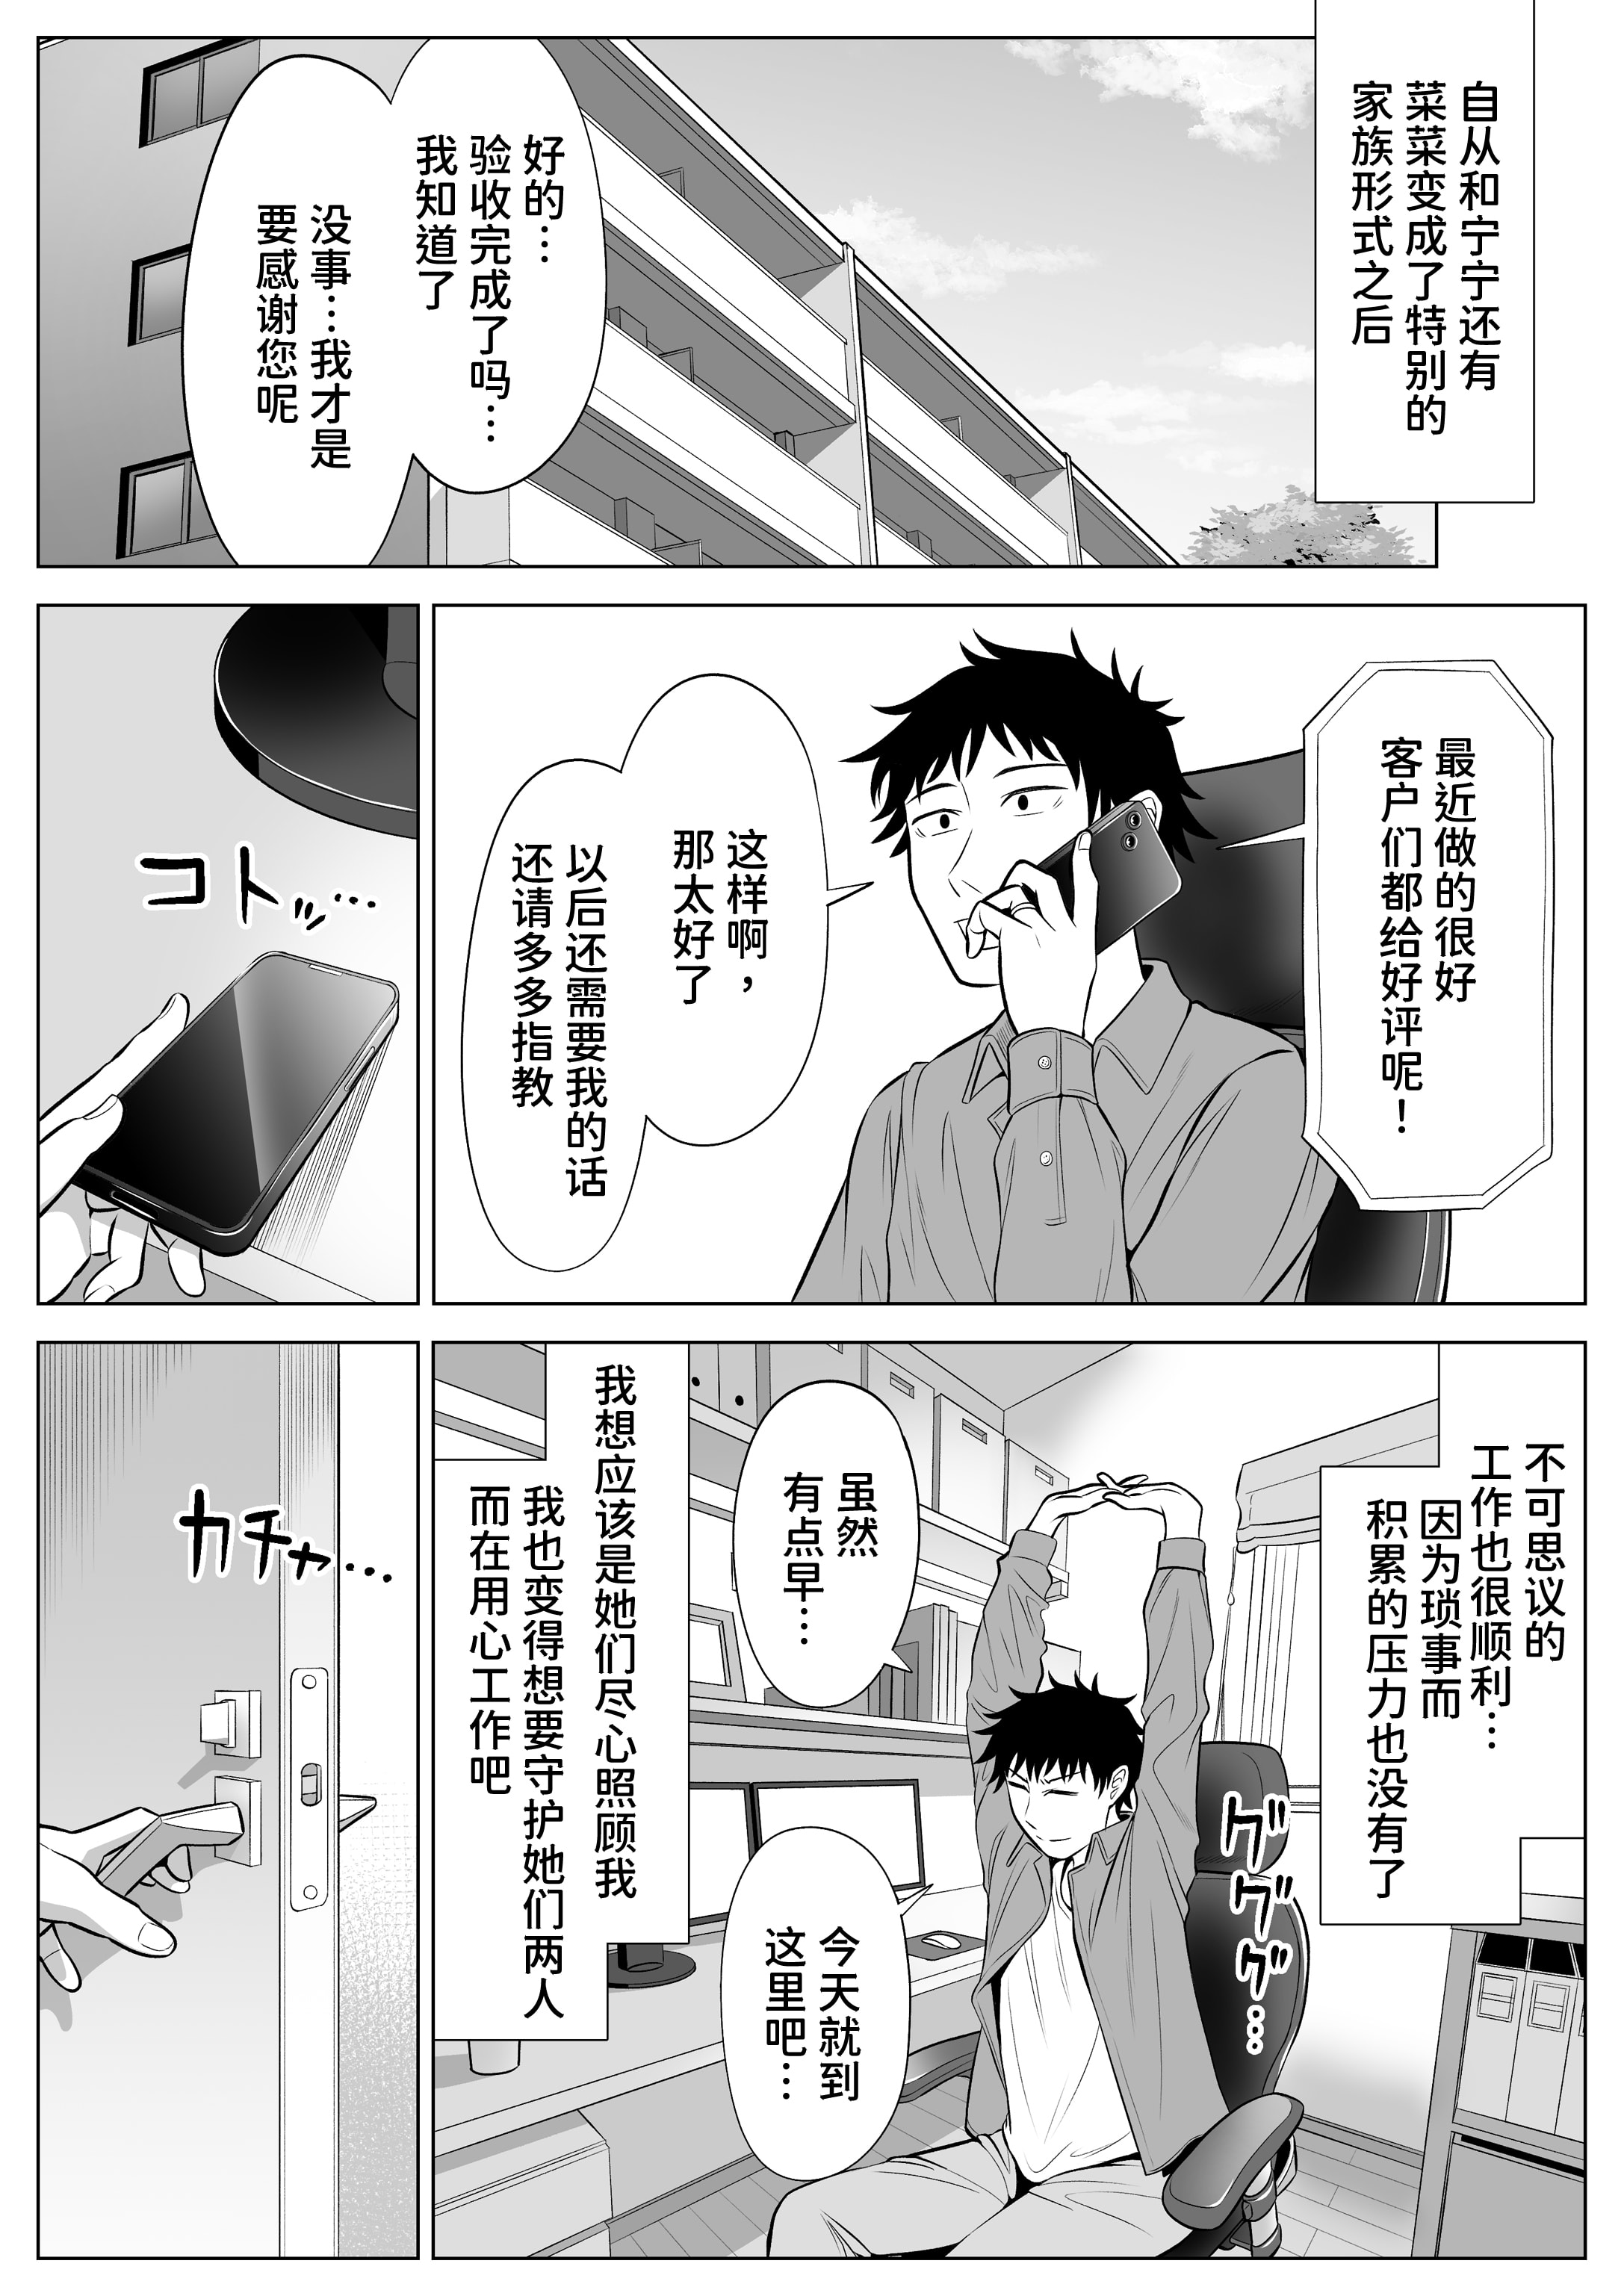 自从和宁宁还有
菜菜变成了特别的
家族形式之后
好的…
验收完成了吗…
我知道了
没事…我才是
要感谢您呢
最近做的很好
客户们都给好评呢！
这样啊，
那太好了
以后还需要我的话
还请多多指教
コトッ…
不可思议的
工作也很顺利…
因为琐事而
积累的压力也没有了
虽然
有点早…
ググッ…
今天就到
这里吧…
我想应该是她们尽心照顾我
我也变得想要守护她们两人
而在用心工作吧
カチャ…